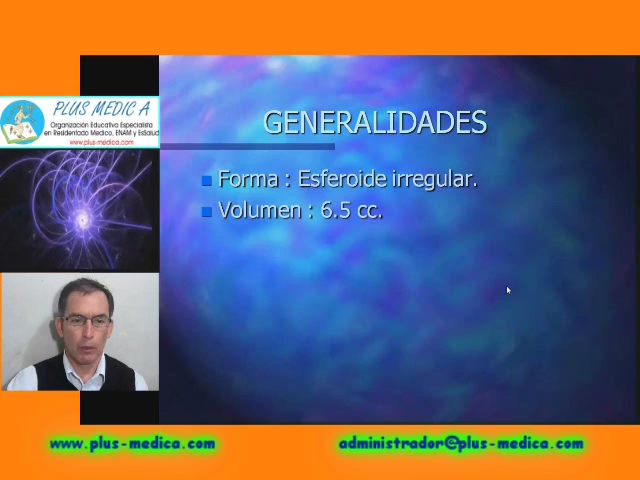 PLUS MEDIC A
Organización Educativa Especialista
en Residentado Medico, ENAM y EsSalud
www.plus-medica.com
GENERALIDADES
Forma : Esferoide irregular.
Volumen : 6.5 cc.
www.plus-medica.com
administrador@plus-medica.com